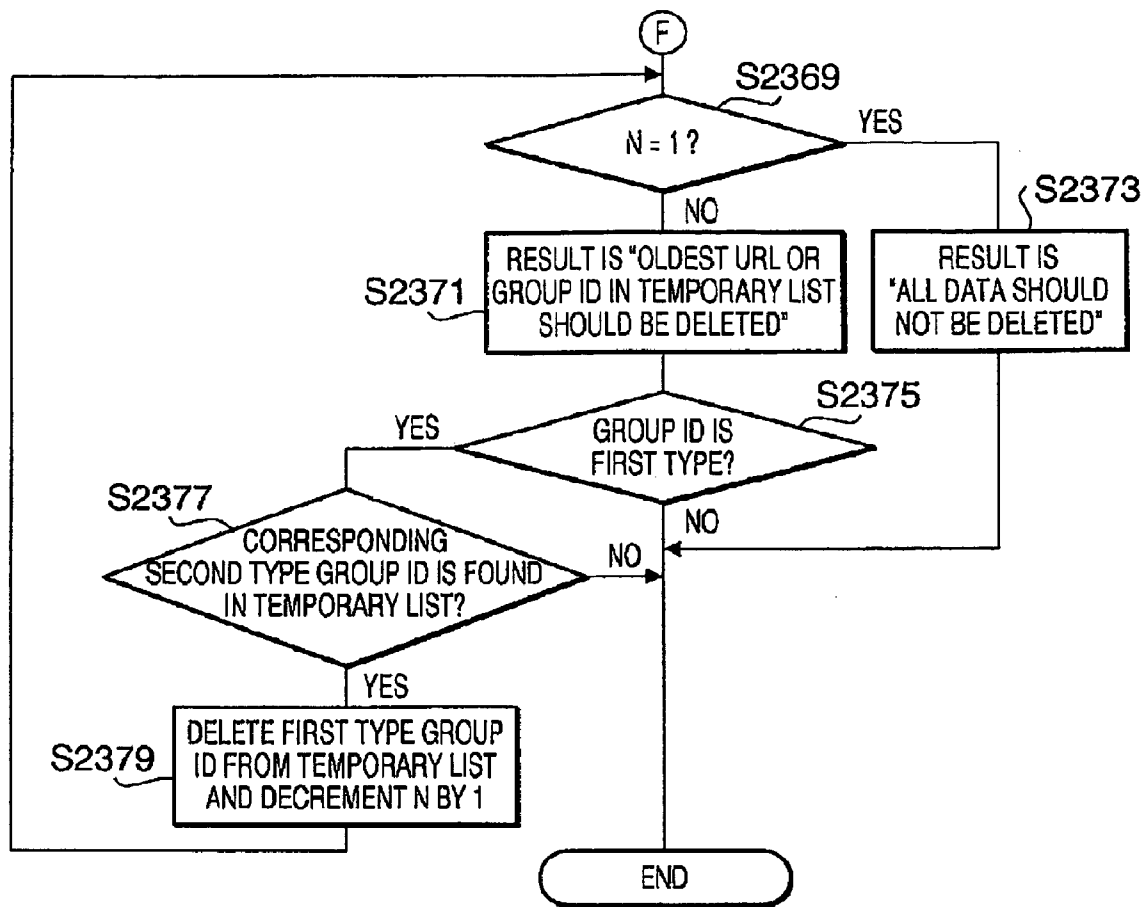 F
S2369
N = 1 ?
YES
NO
S2373
S2371
RESULT IS "OLDEST URL OR
GROUP ID IN TEMPORARY LIST
SHOULD BE DELETED"
RESULT IS
"ALL DATA SHOULD
NOT BE DELETED"
S2375
YES
GROUP ID IS
FIRST TYPE?
NO
S2377
CORRESPONDING
SECOND TYPE GROUP ID IS FOUND
IN TEMPORARY LIST?
NO
YES
S2379
DELETE FIRST TYPE GROUP
ID FROM TEMPORARY LIST
AND DECREMENT N BY 1
END